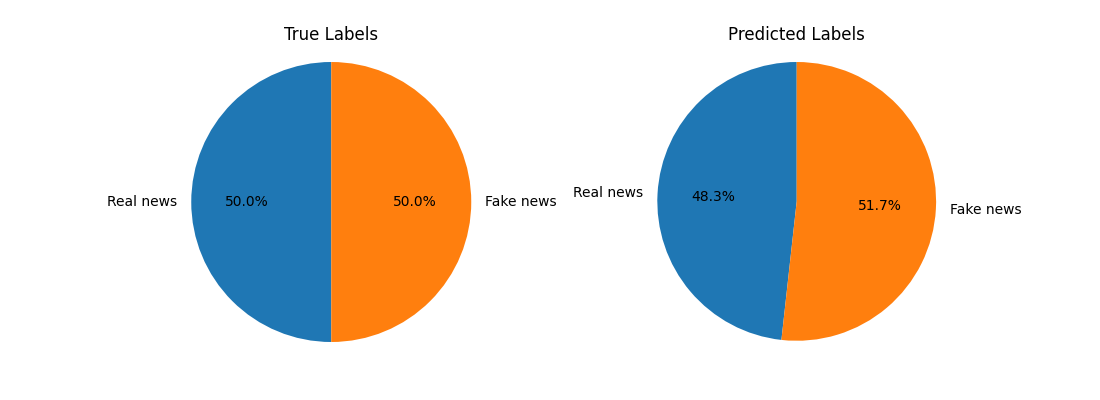 True Labels
Real news
50.0%
50.0%
Fake news
Predicted Labels
Real news
48.3%
51.7%
Fake news